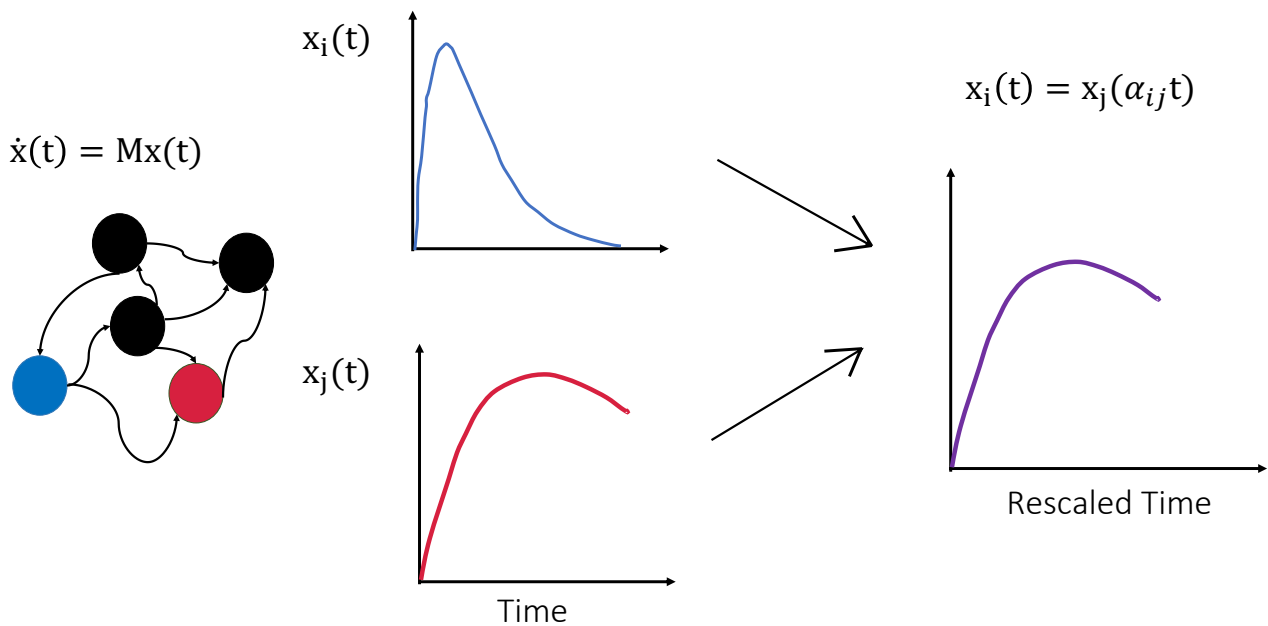 ẋ(t) = Mx(t)
xᵢ(t)
xⱼ(t)
Time
xᵢ(t) = xⱼ(αᵢⱼt)
Rescaled Time